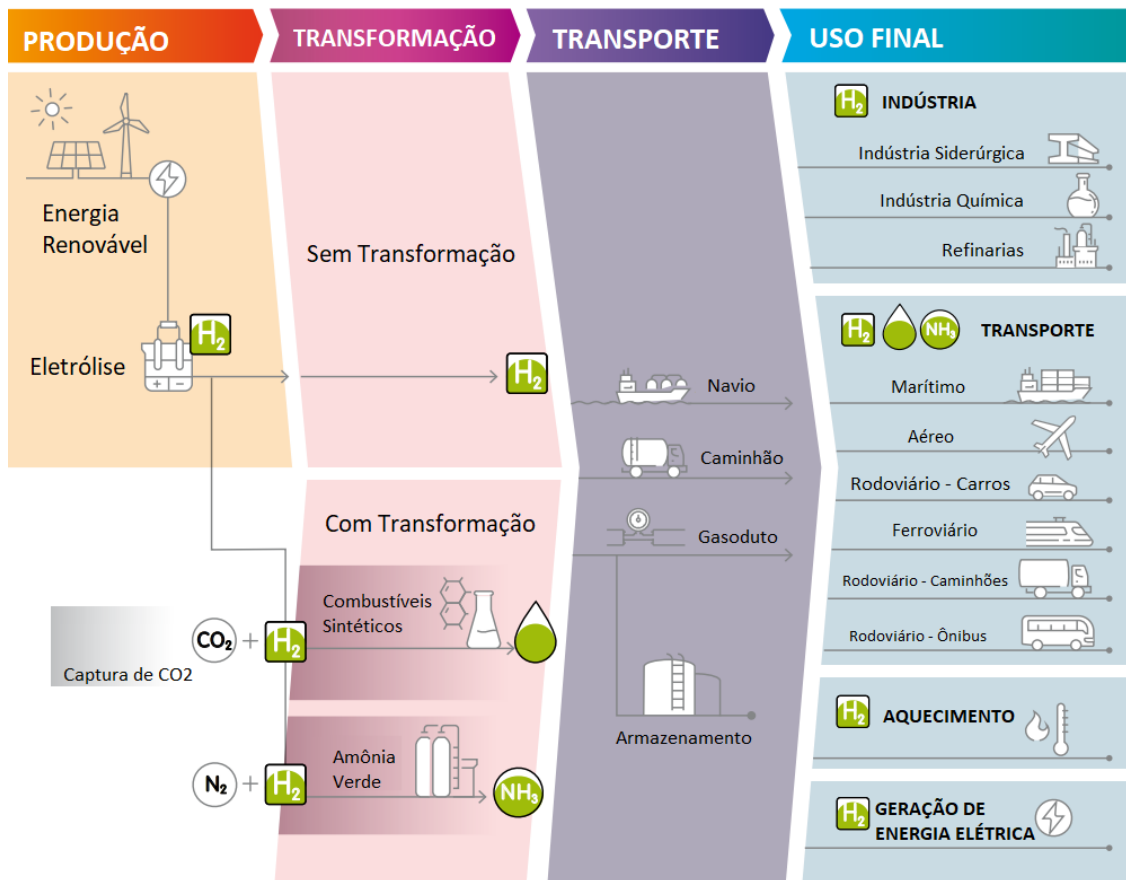 PRODUÇÃO
TRANSFORMAÇÃO
TRANSPORTE
USO FINAL
Energia
Renovável
Eletrólise
H₂
Sem Transformação
H₂
Com Transformação
Captura de CO2
CO₂ + H₂
Combustíveis
Sintéticos
N₂ + H₂
Amônia
Verde
NH₃
Navio
Caminhão
Gasoduto
Armazenamento
H₂ INDÚSTRIA
Indústria Siderúrgica
Indústria Química
Refinarias
H₂ NH₃ TRANSPORTE
Marítimo
Aéreo
Rodoviário - Carros
Ferroviário
Rodoviário - Caminhões
Rodoviário - Ônibus
H₂ AQUECIMENTO
H₂ GERAÇÃO DE
ENERGIA ELÉTRICA